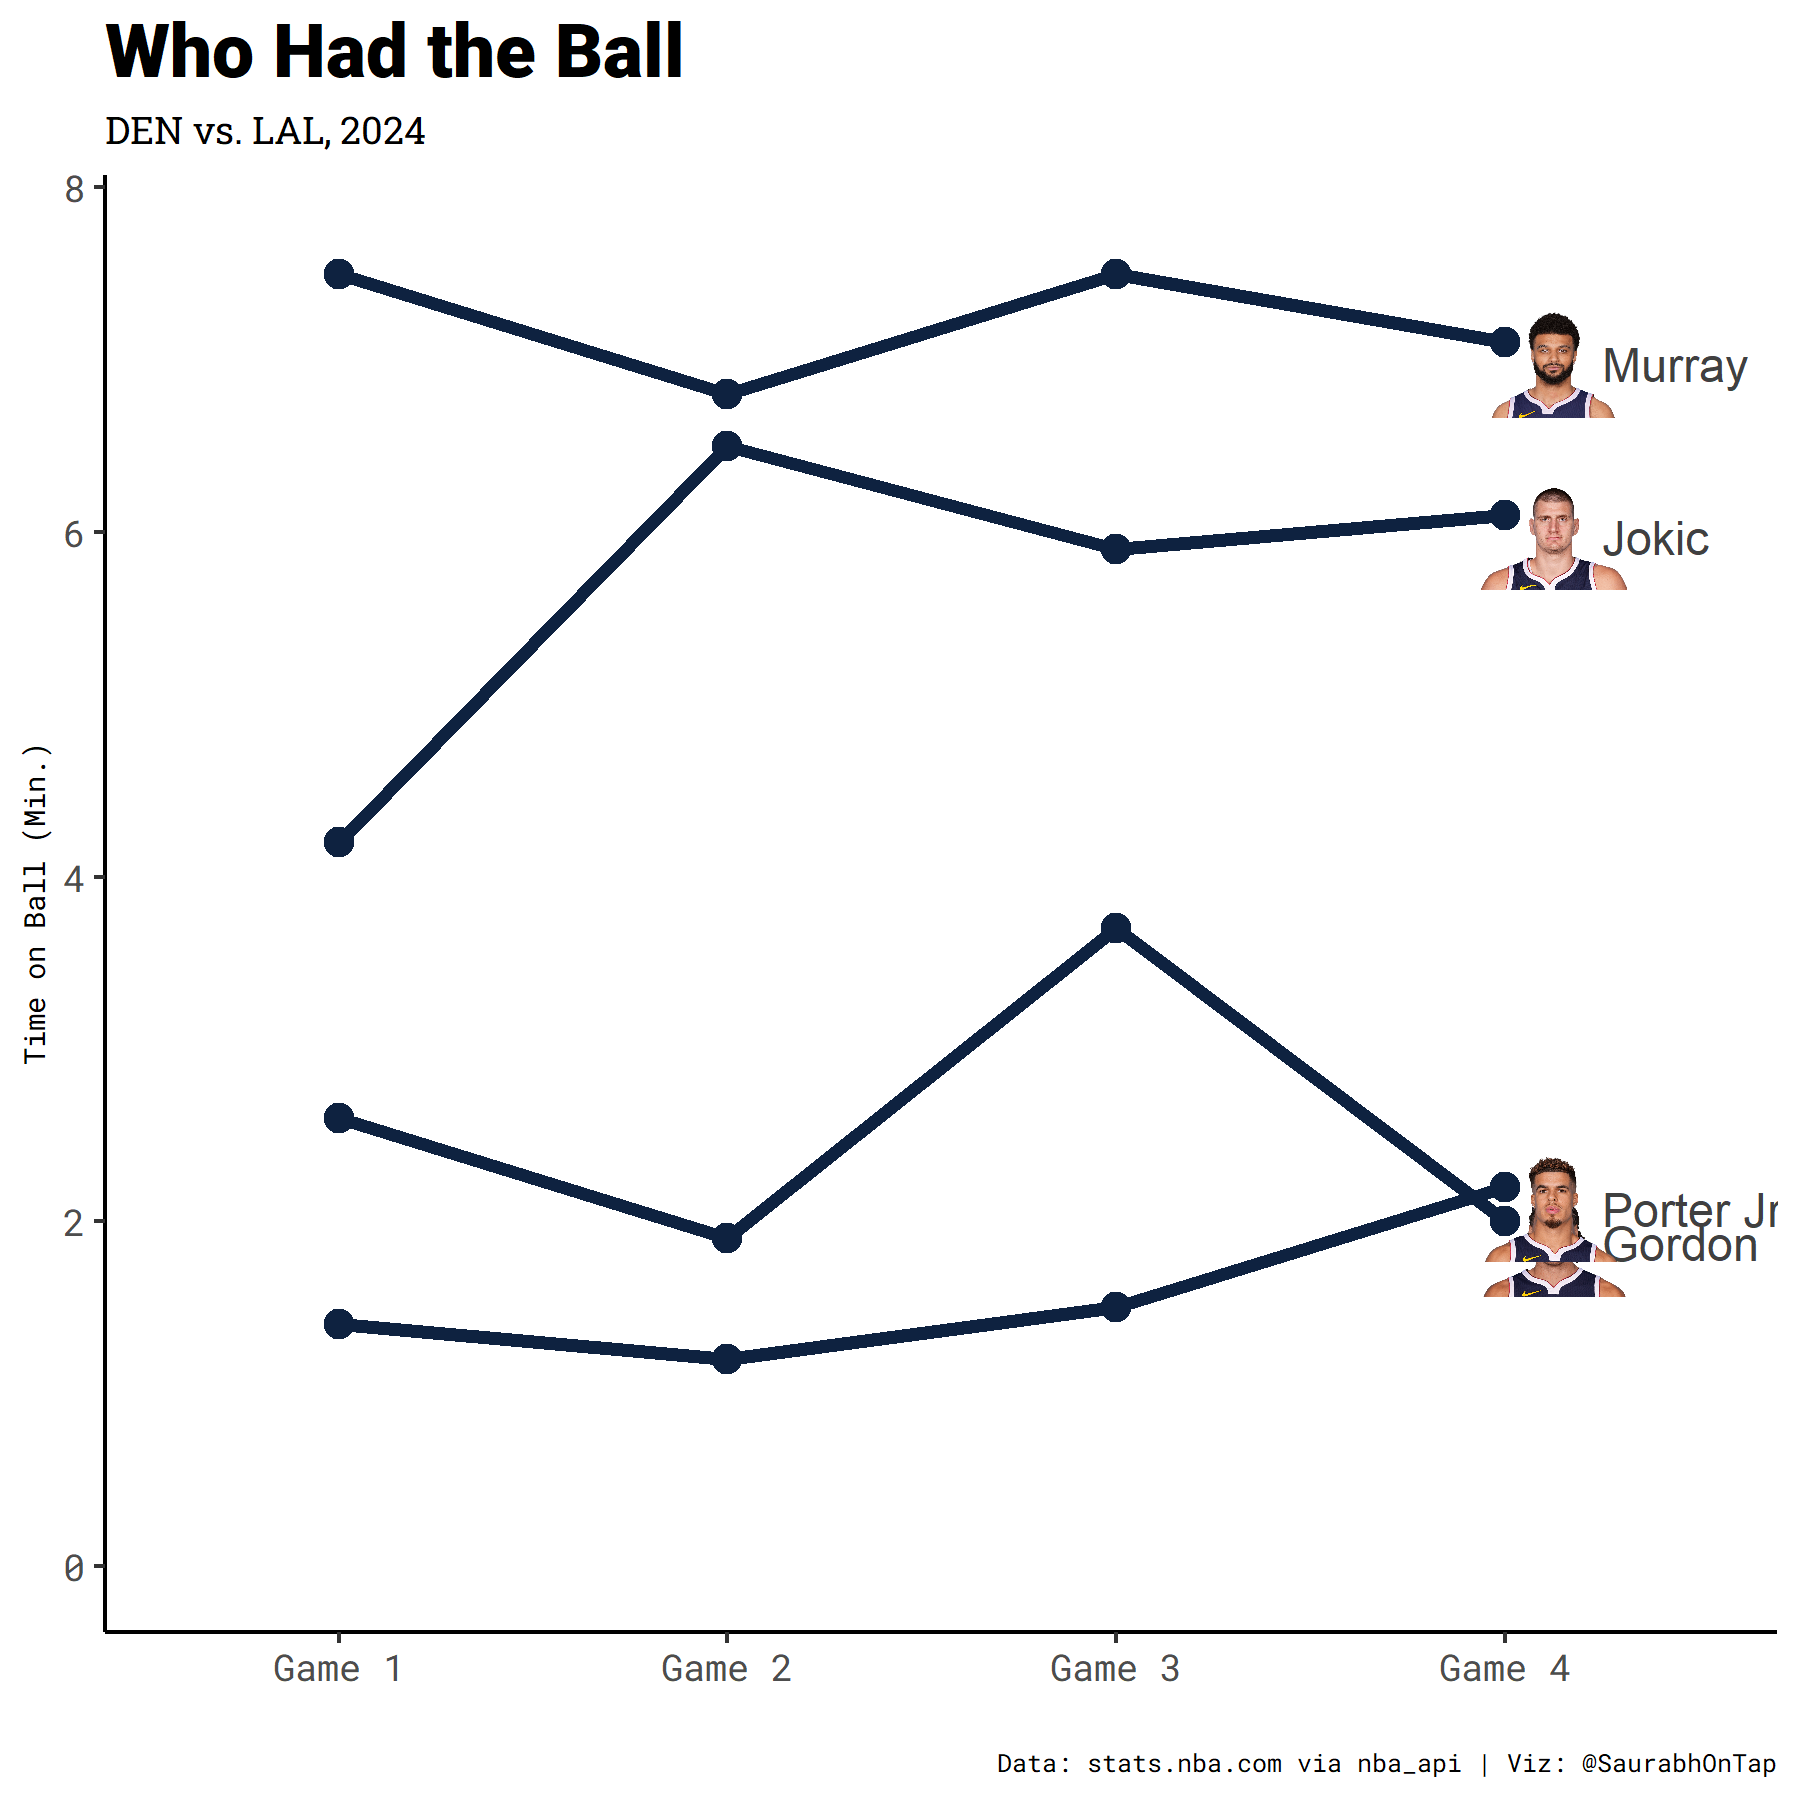 Who Had the Ball
DEN vs. LAL, 2024
Time on Ball (Min.)
8
6
4
2
0
Murray
Jokic
Porter Jr
Gordon
Game 1
Game 2
Game 3
Game 4
Data: stats.nba.com via nba_api | Viz: @SaurabhOnTap